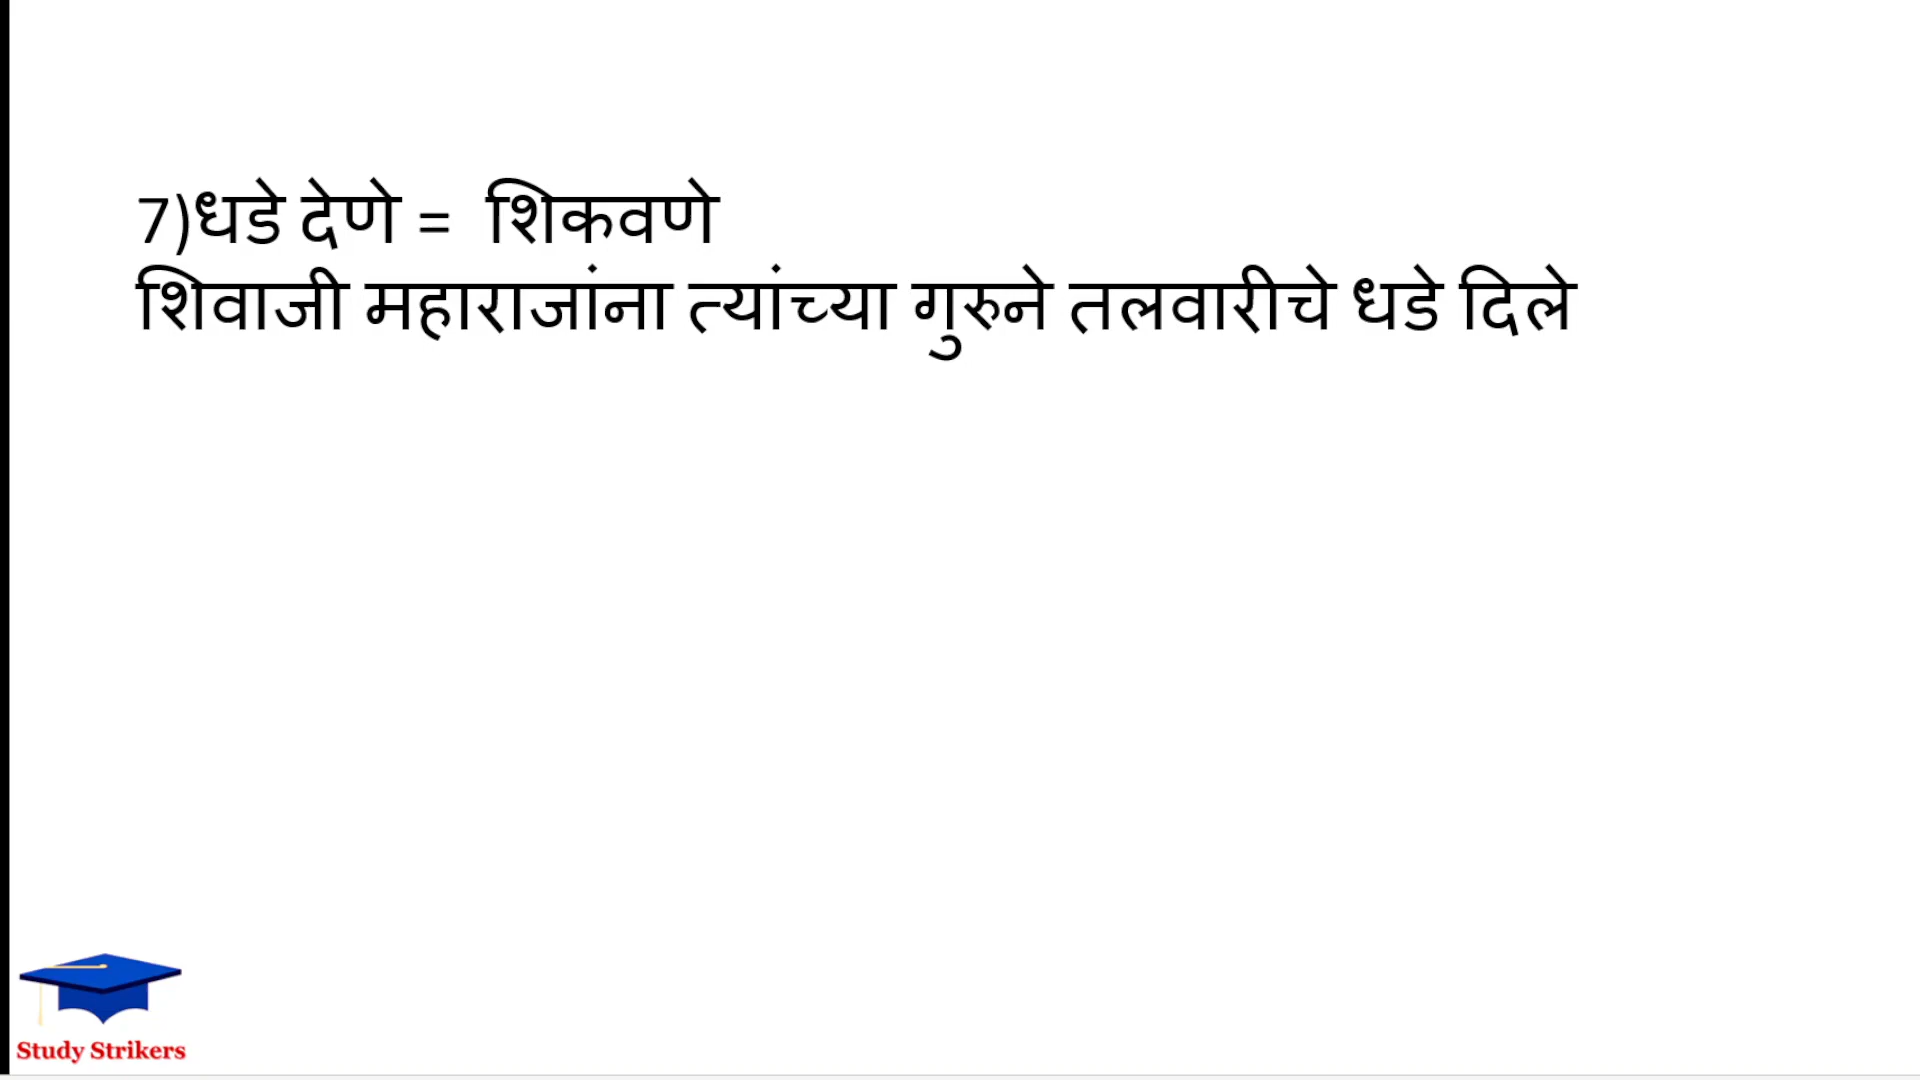 7)धडे देणे =  शिकवणे
शिवाजी महाराजांना त्यांच्या गुरुने तलवारीचे धडे दिले
Study Strikers